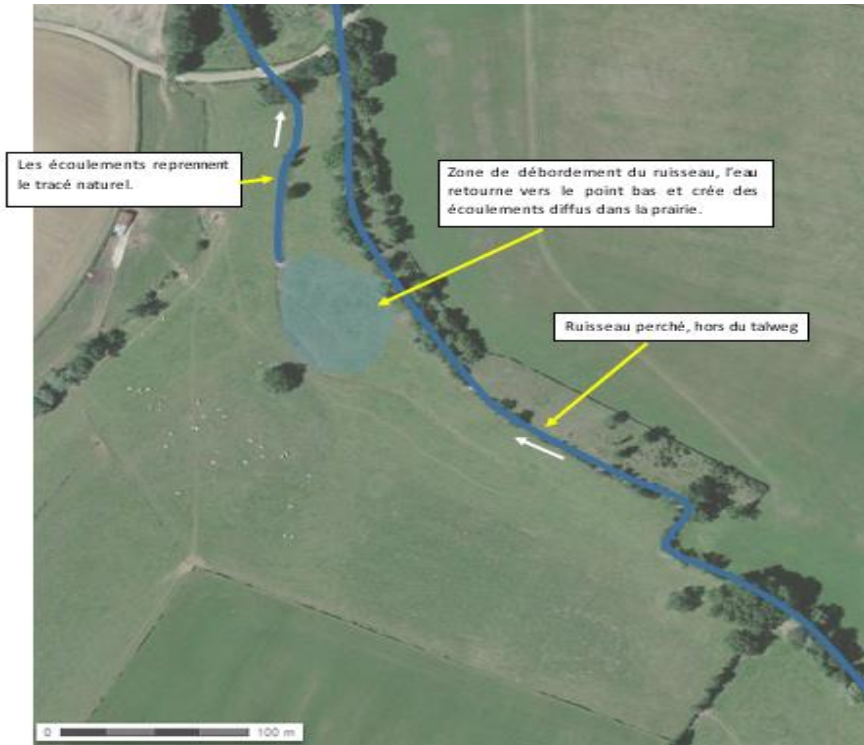 Les écoulements reprennent
le tracé naturel.
Zone de débordement du ruisseau, l'eau
retourne vers le point bas et crée des
écoulements diffus dans la prairie.
Ruisseau perché, hors du talweg
0 100 m